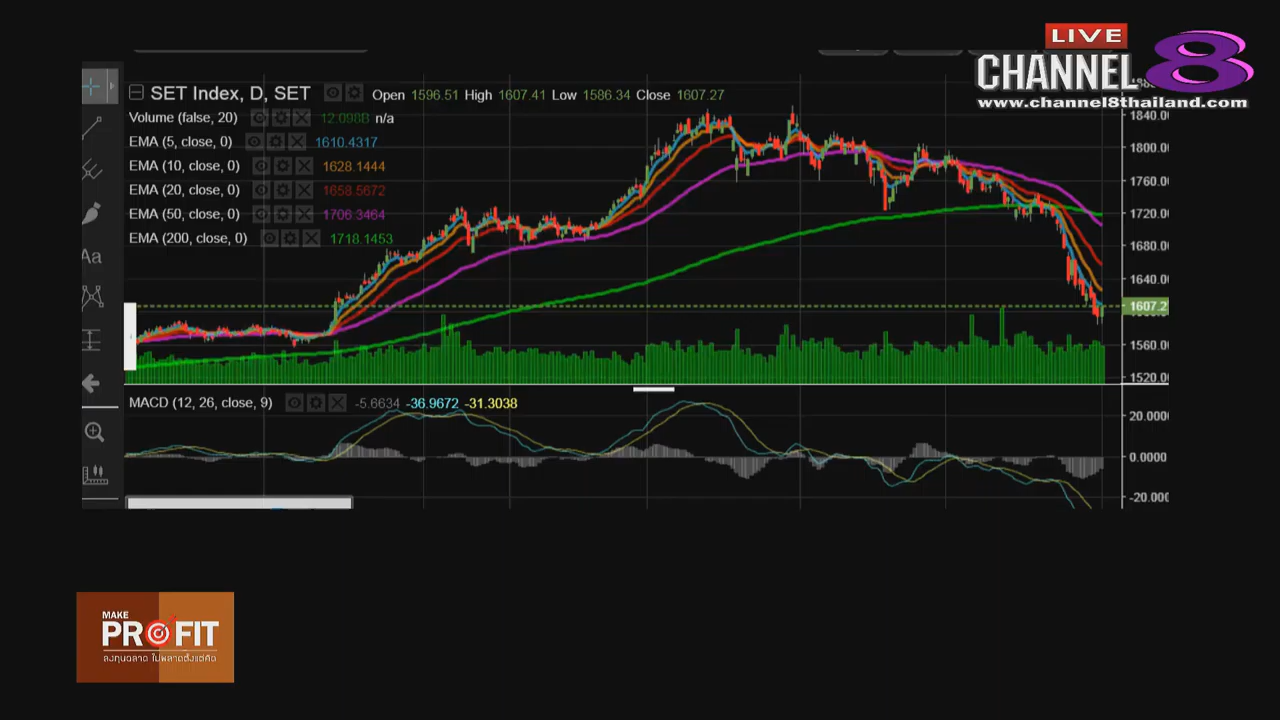 LIVE
CHANNEL 8
www.channel8thailand.com
SET Index, D, SET Open 1596.51 High 1607.41 Low 1586.34 Close 1607.27
Volume (false, 20) 12.098B n/a
EMA (5, close, 0) 1610.4317
EMA (10, close, 0) 1628.1444
EMA (20, close, 0) 1658.5672
EMA (50, close, 0) 1706.3464
EMA (200, close, 0) 1718.1453
Aa
1840.00
1800.00
1760.00
1720.00
1680.00
1640.00
1607.2
1560.00
1520.00
MACD (12, 26, close, 9) -5.6634 -36.9672 -31.3038
20.0000
0.0000
-20.000
MAKE
PROFIT
ลงทุนฉลาด ไม่พลาดตั้งแต่คิด